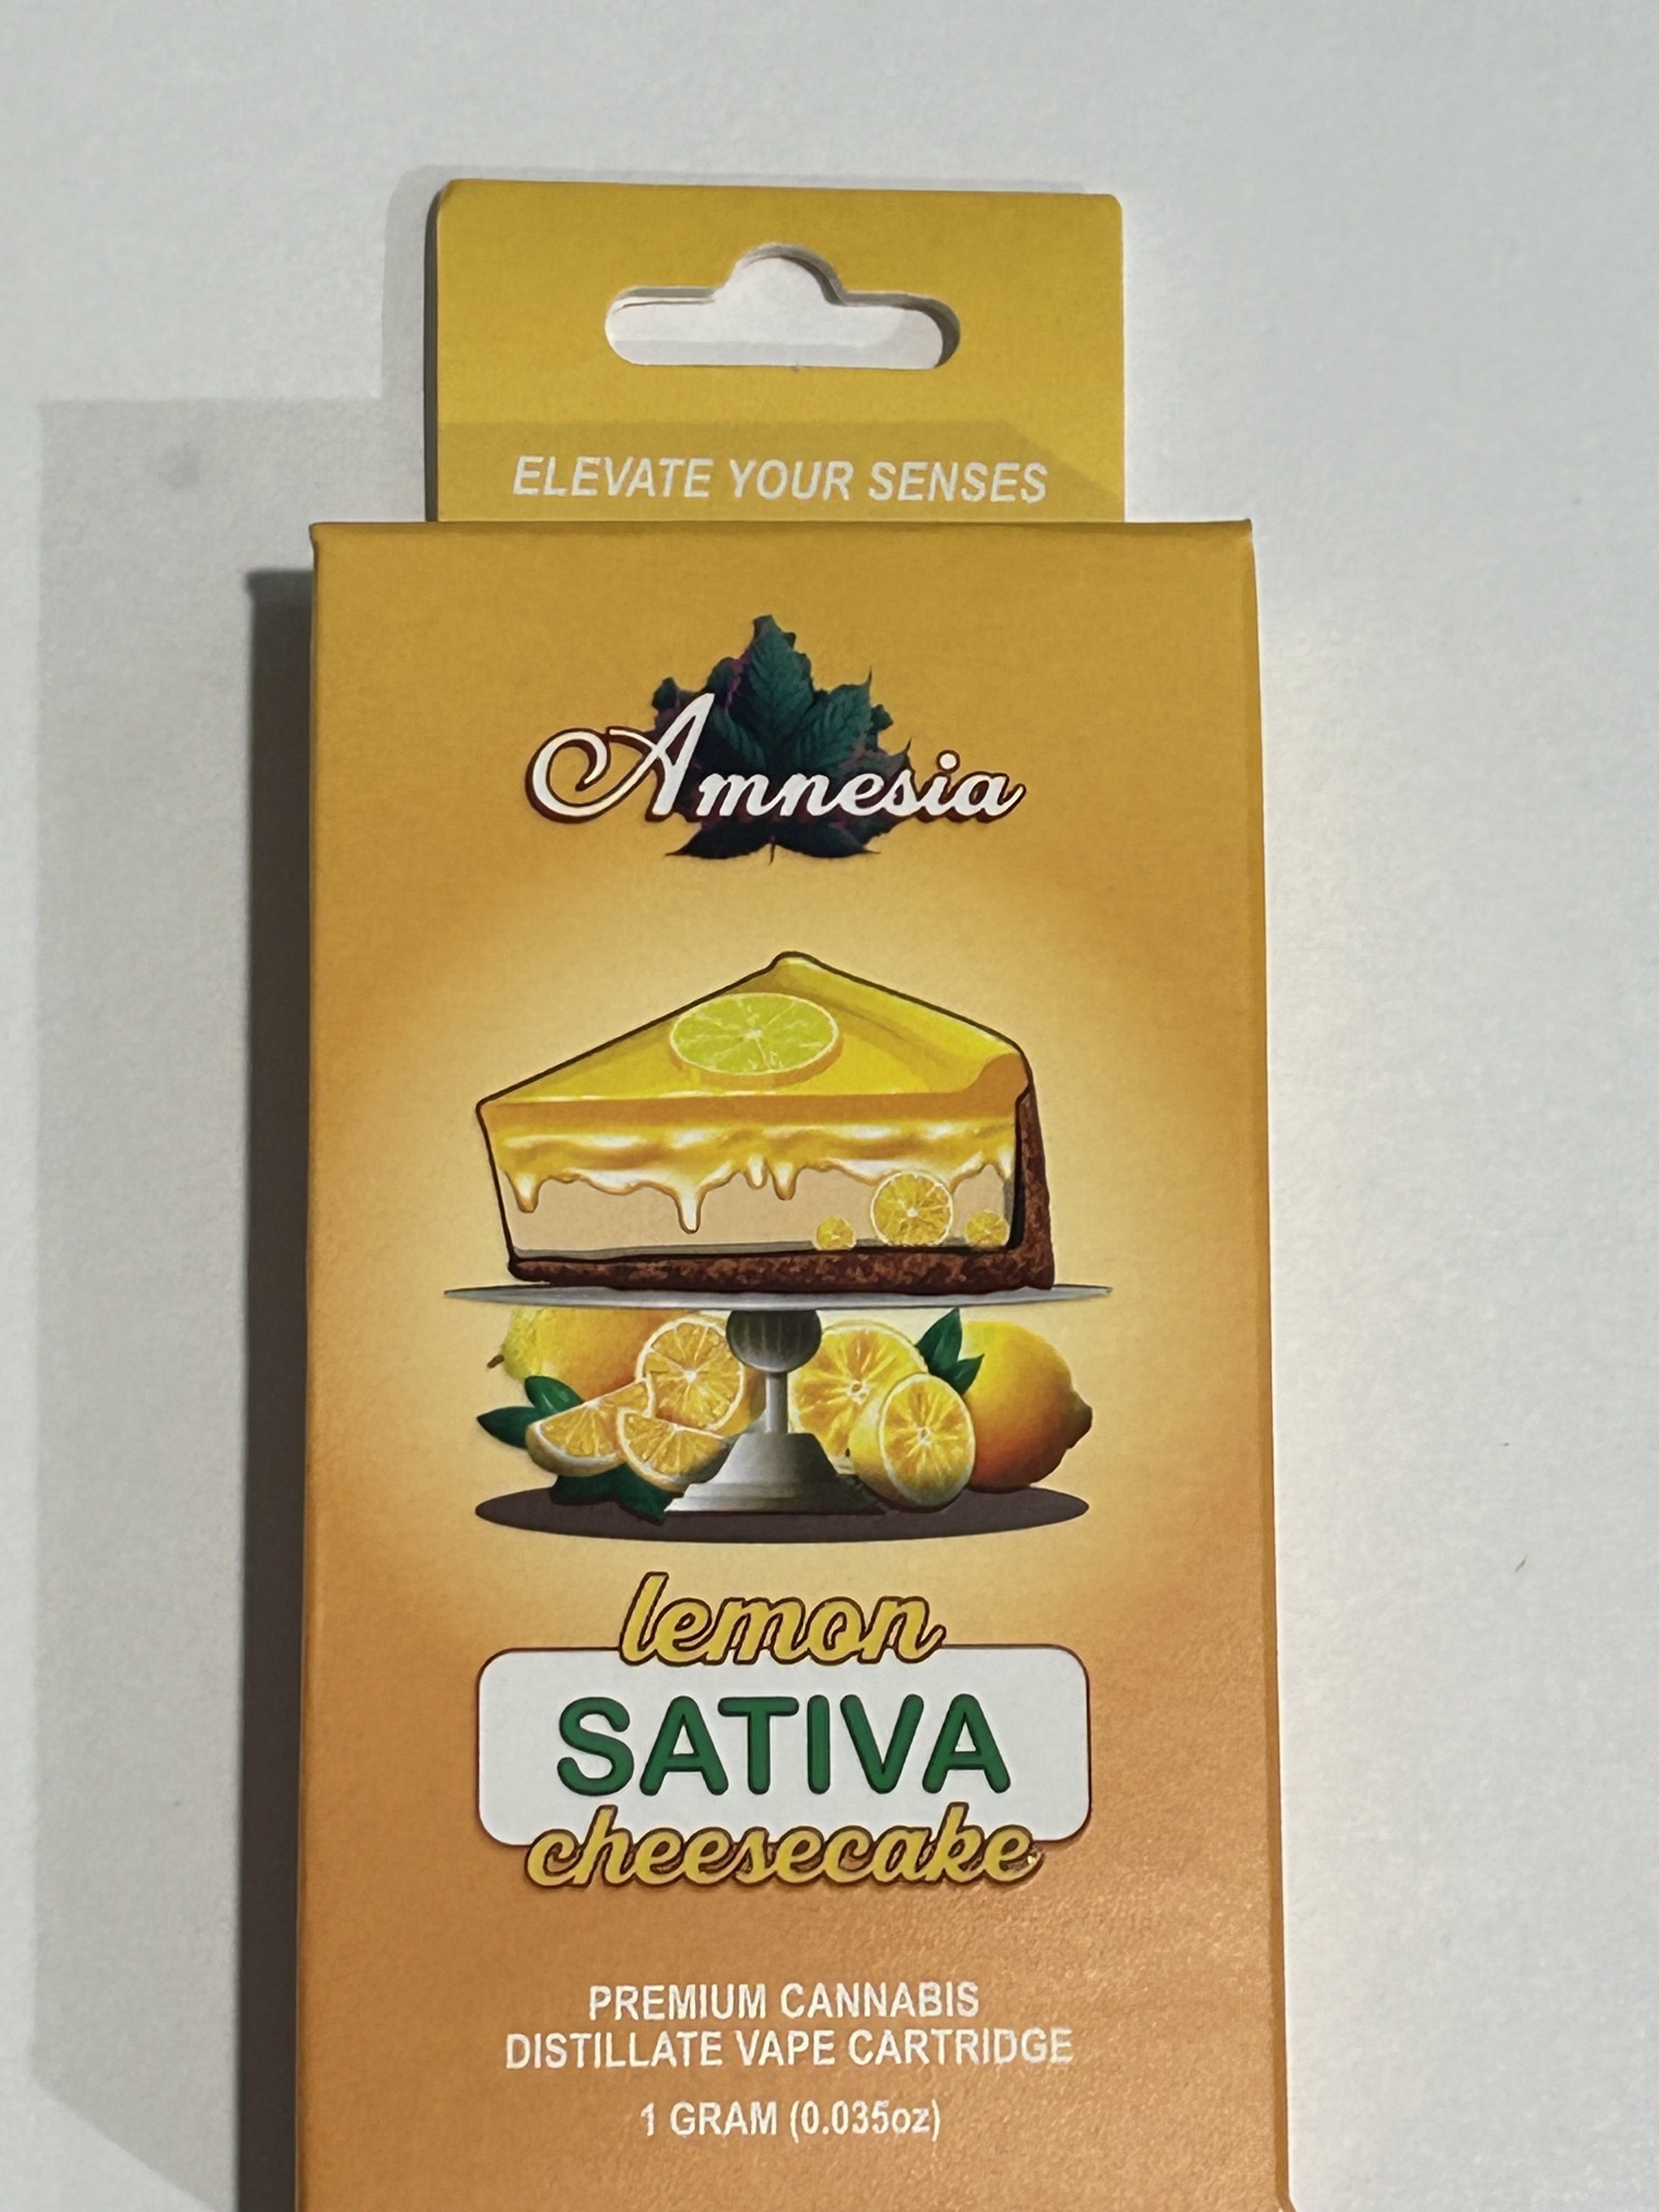 ELEVATE YOUR SENSES
Amnesia
lemon
SATIVA
cheesecake
PREMIUM CANNABIS
DISTILLATE VAPE CARTRIDGE
1 GRAM (0.035oz)